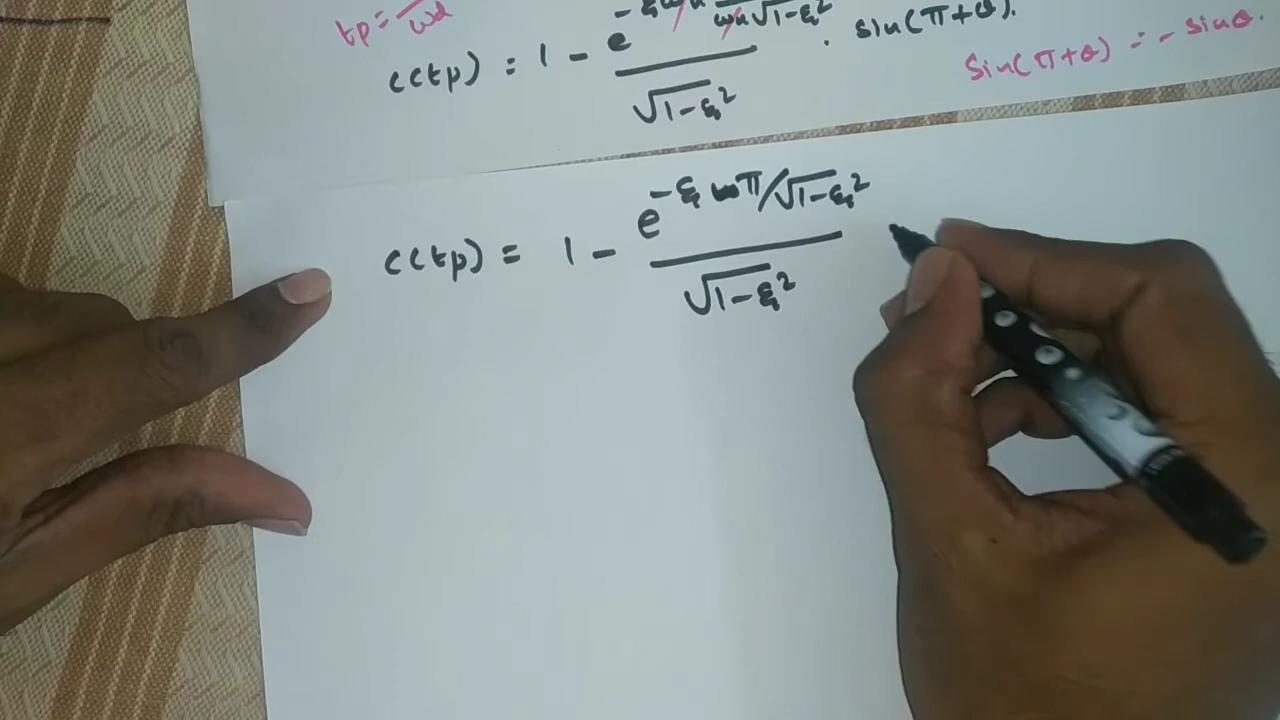 tp = π/ωd
c(tp) = 1 - e^(-ξωn π/ωn√1-ξ²) / √1-ξ² . sin(π+θ).
sin(π+θ) = - sinθ.
c(tp) = 1 - e^(-ξ ωπ/√1-ξ²) / √1-ξ²